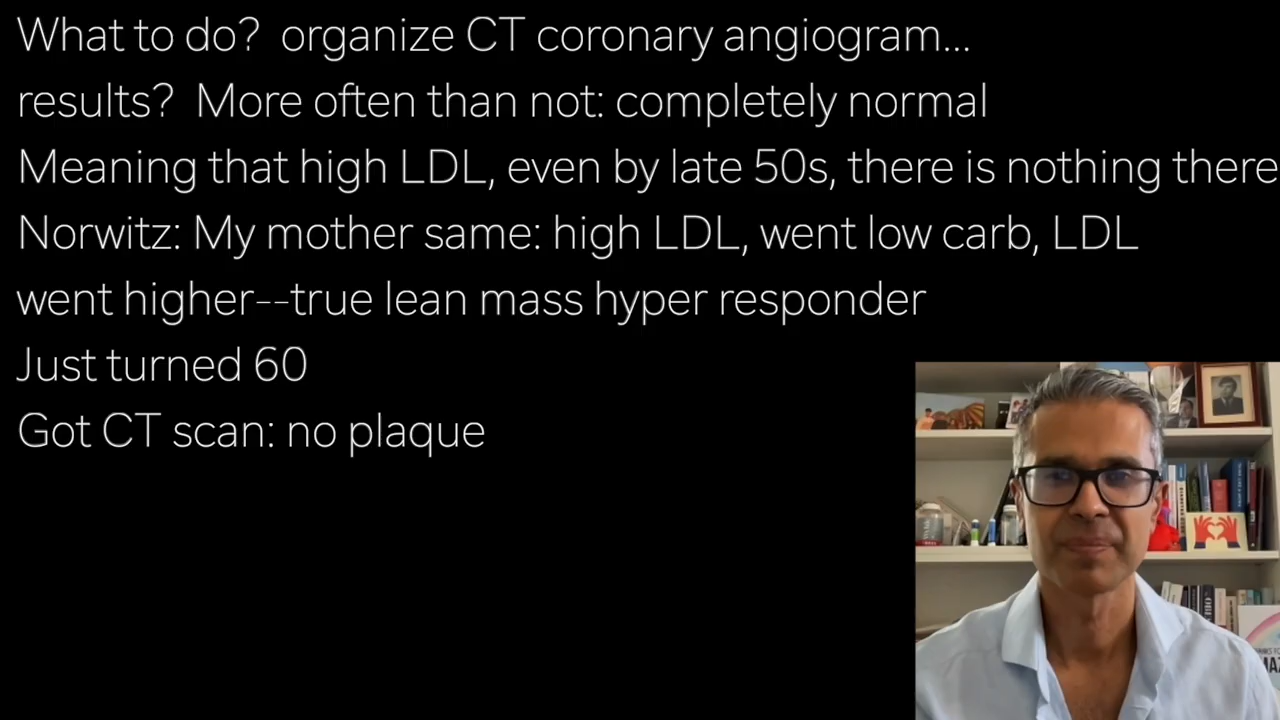 What to do?  organize CT coronary angiogram...
results?  More often than not: completely normal
Meaning that high LDL, even by late 50s, there is nothing there
Norwitz: My mother same: high LDL, went low carb, LDL
went higher--true lean mass hyper responder
Just turned 60
Got CT scan: no plaque